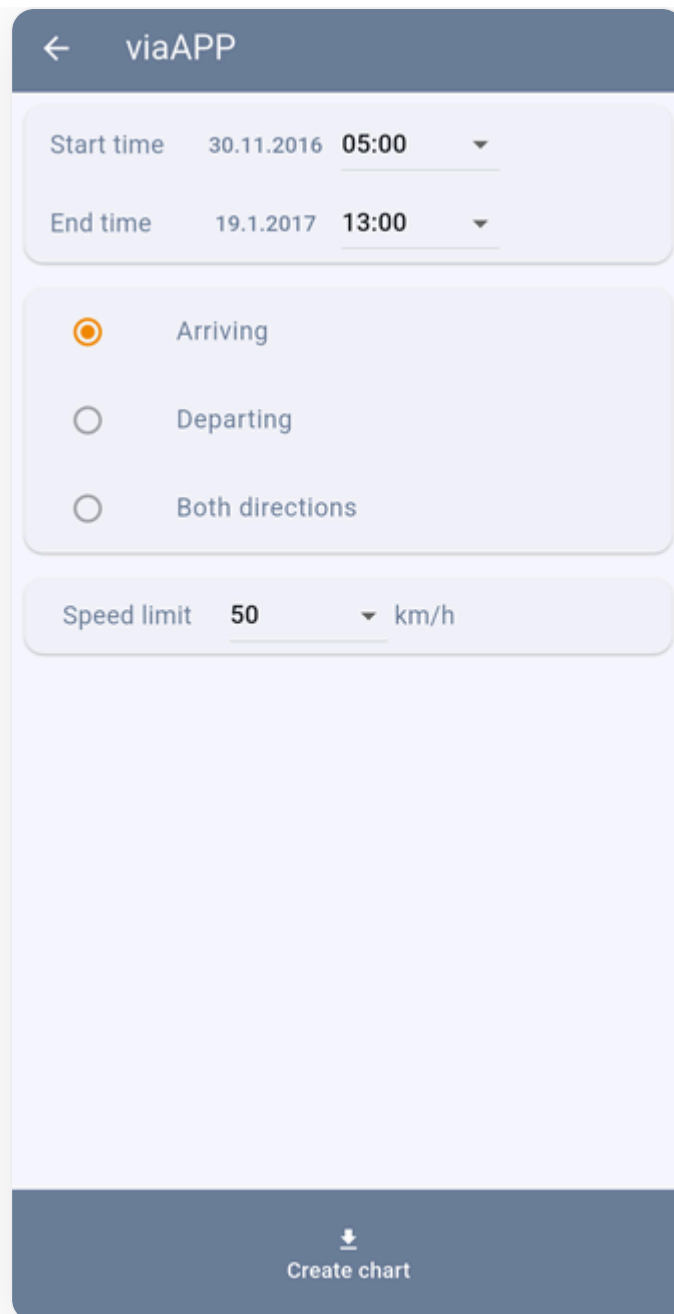 viaAPP
Start time 30.11.2016 05:00
End time 19.1.2017 13:00
Arriving
Departing
Both directions
Speed limit 50 km/h
Create chart